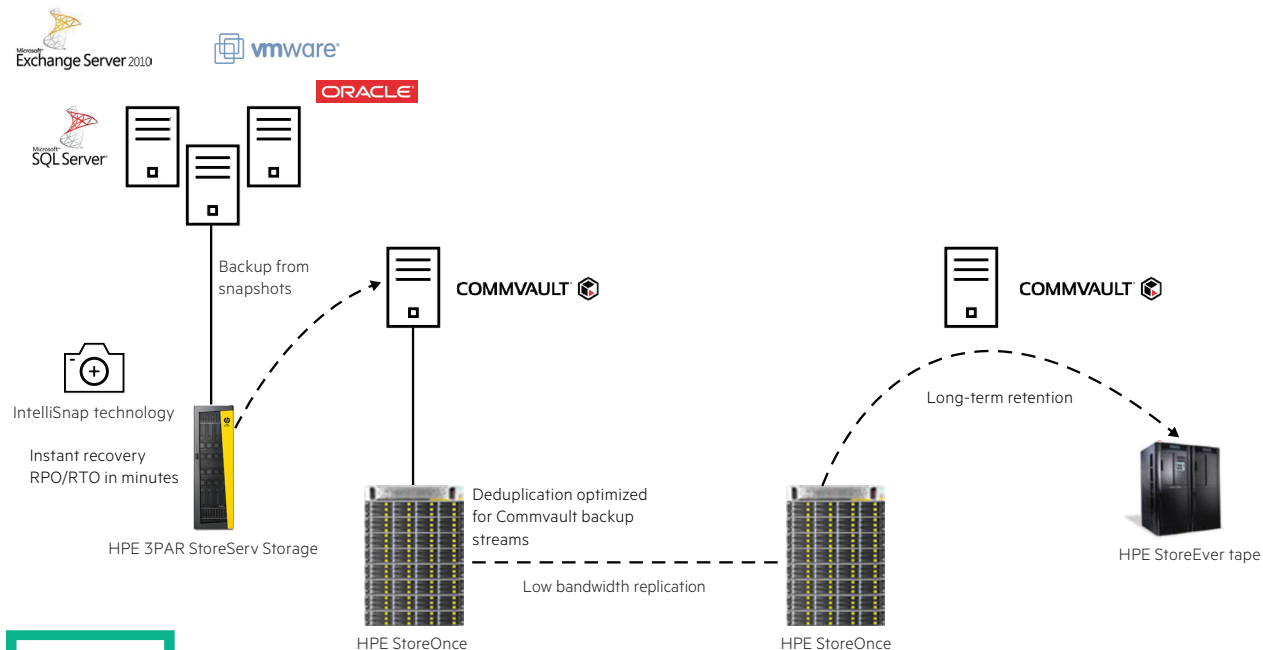 Microsoft
Exchange Server 2010
vmware
ORACLE
Microsoft
SQL Server
Backup from
snapshots
COMMVAULT
COMMVAULT
IntelliSnap technology
Instant recovery
RPO/RTO in minutes
Long-term retention
Deduplication optimized
for Commvault backup
streams
HPE 3PAR StoreServ Storage
Low bandwidth replication
HPE StoreEver tape
HPE StoreOnce
HPE StoreOnce